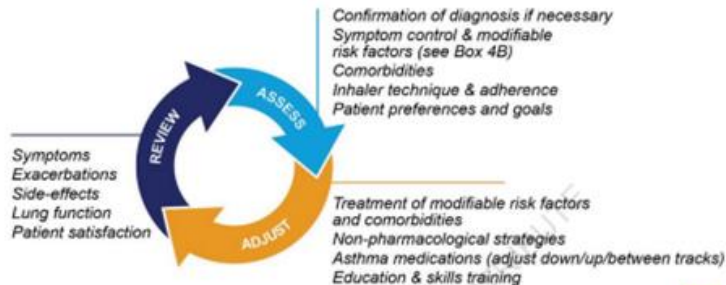 Confirmation of diagnosis if necessary
Symptom control & modifiable
risk factors (see Box 4B)
Comorbidities
Inhaler technique & adherence
Patient preferences and goals
ASSESS
REVIEW
Symptoms
Exacerbations
Side-effects
Lung function
Patient satisfaction
ADJUST
Treatment of modifiable risk factors
and comorbidities
Non-pharmacological strategies
Asthma medications (adjust down/up/between tracks)
Education & skills training